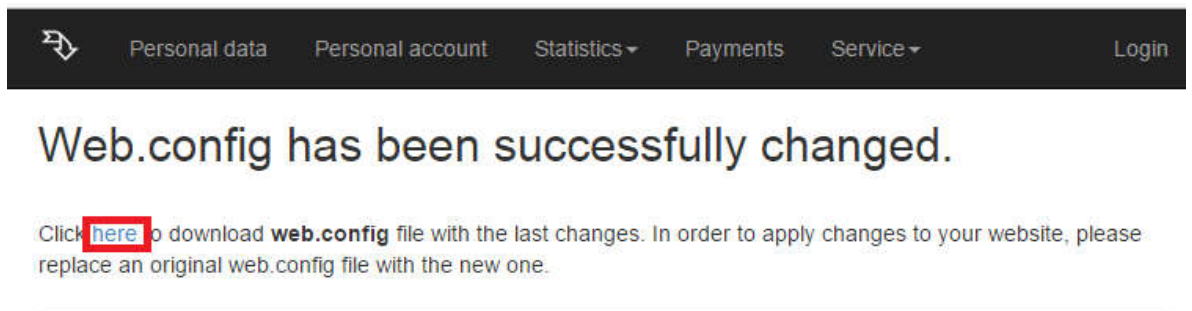 Personal data Personal account Statistics Payments Service Login
Web.config has been successfully changed.
Click here o download web.config file with the last changes. In order to apply changes to your website, please
replace an original web.config file with the new one.